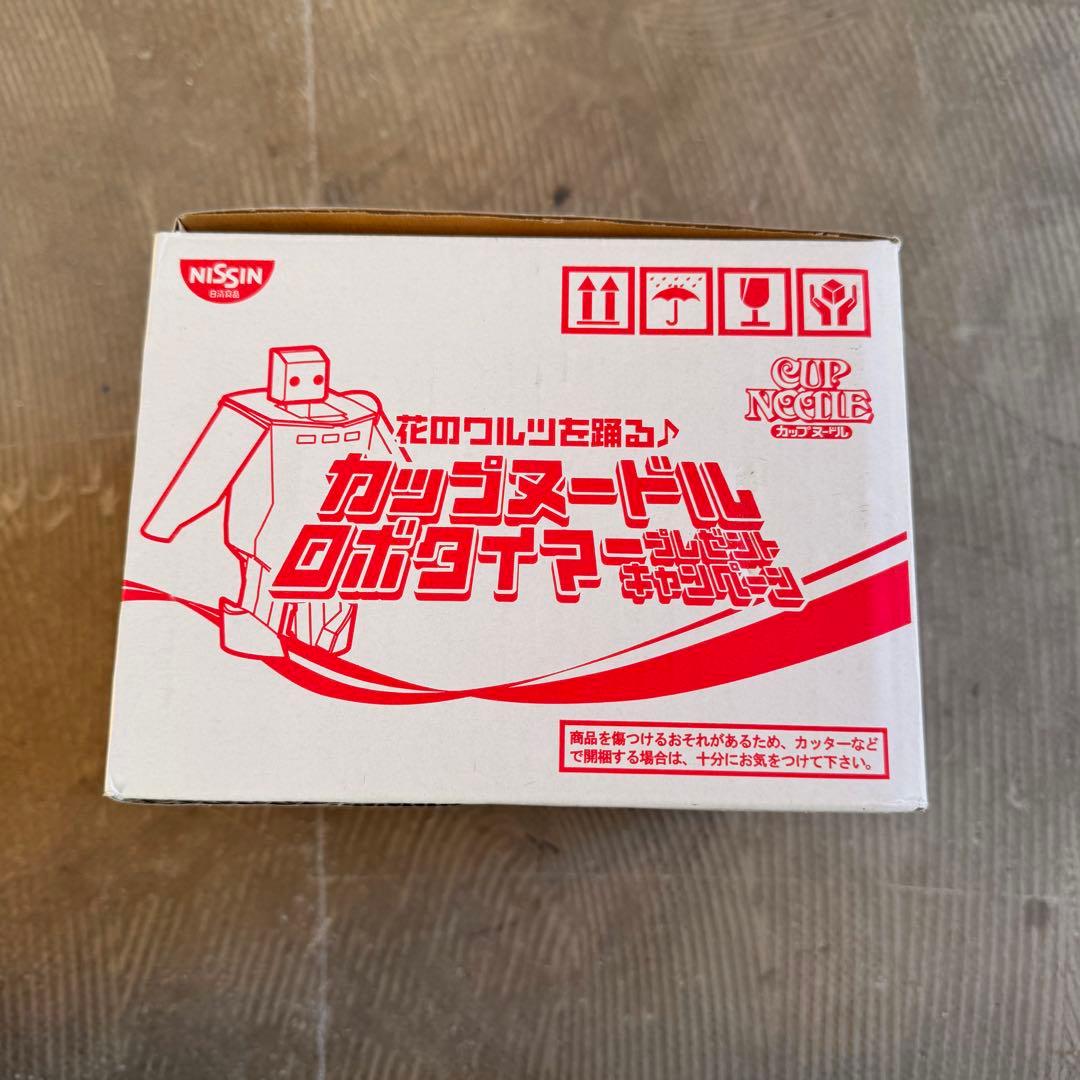 NISSIN
日清食品
CUP
NOODLE
カップヌードル
花のワルツを踊る♪
カップヌードル
ロボタイマープレゼント
キャンペーン
商品を傷つけるおそれがあるため、カッターなど
で開梱する場合は、十分にお気をつけて下さい。